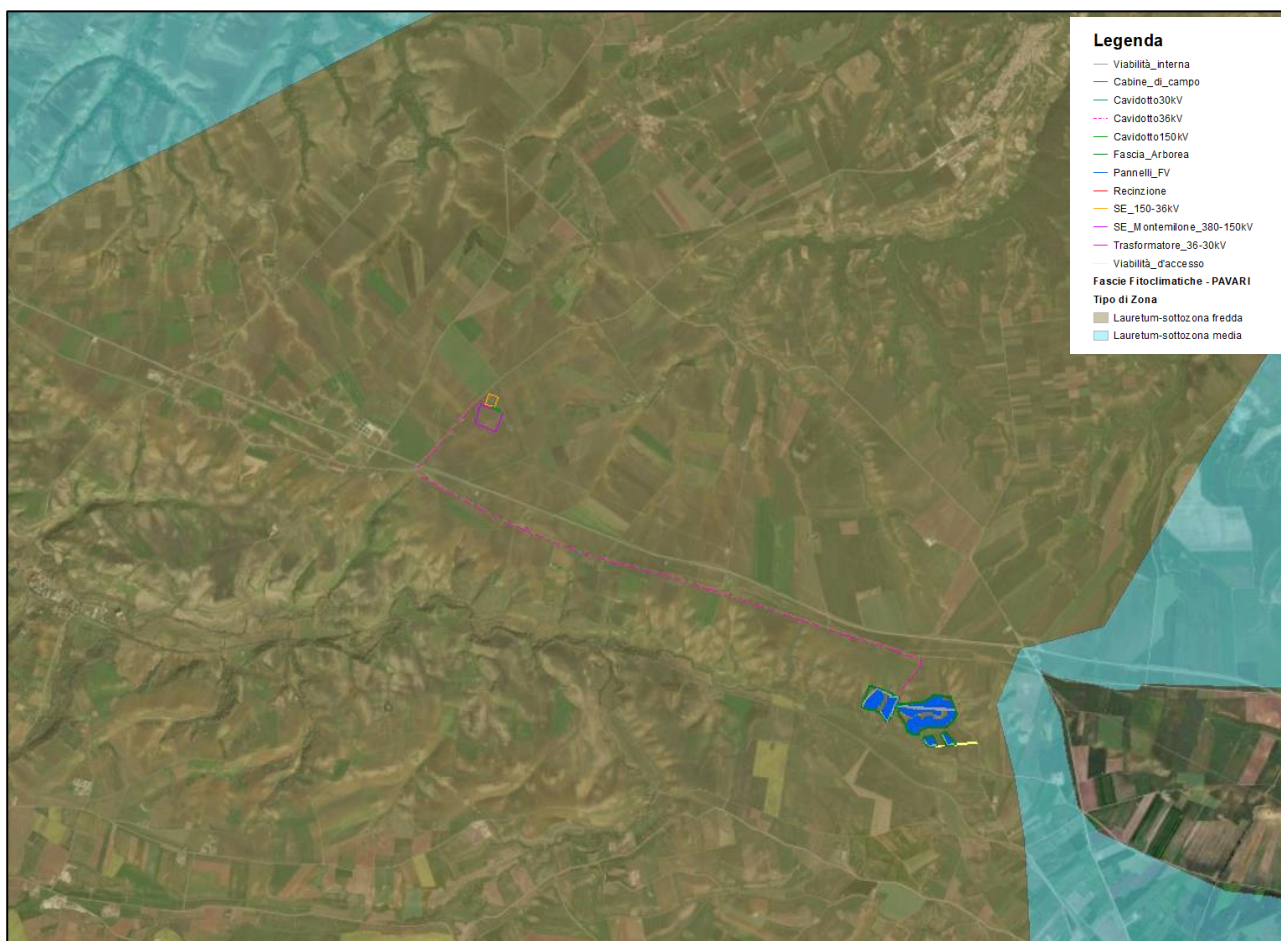 Legenda
Viabilità_interna
Cabine_di_campo
Cavidotto30kV
Cavidotto36kV
Cavidotto150kV
Fascia_Arborea
Pannelli_FV
Recinzione
SE_150-36kV
SE_Montemilone_380-150kV
Trasformatore_36-30kV
Viabilità_d'accesso
Fascie Fitoclimatiche - PAVARI
Tipo di Zona
Lauretum-sottozona fredda
Lauretum-sottozona media